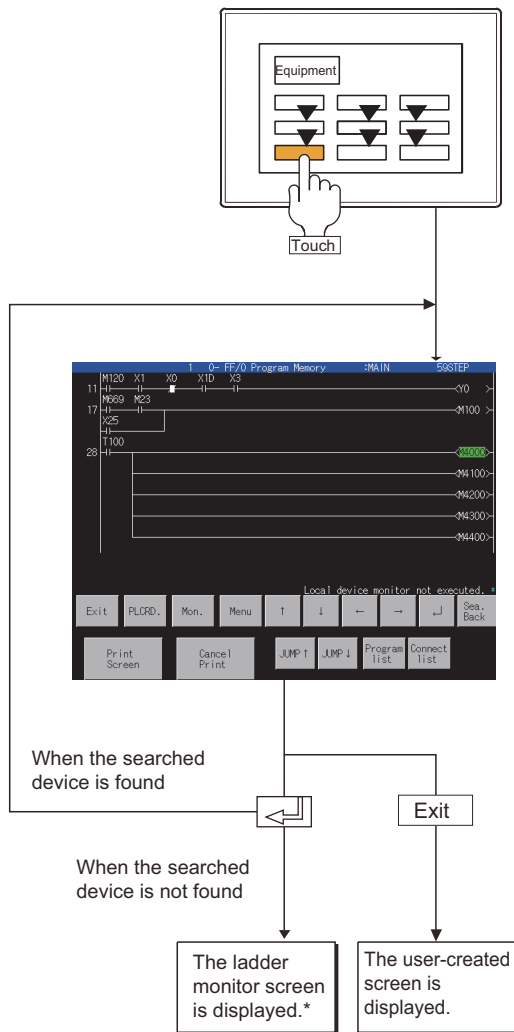 Equipment
Touch
1 0- FF/0 Program Memory :MAIN 59STEP
M120 X1 X0 X1D X3
11 Y0
M669 M23
17 M100
X25
T100
28 M4000
M4100
M4200
M4300
M4400
Local device monitor not executed.
Exit PLCRD. Mon. Menu ↑ ↓ ← → ↵ Sea. Back
Print Screen Cancel Print JUMP↑ JUMP↓ Program list Connect list
When the searched
device is found
Exit
When the searched
device is not found
The ladder
monitor screen
is displayed.*
The user-created
screen is
displayed.